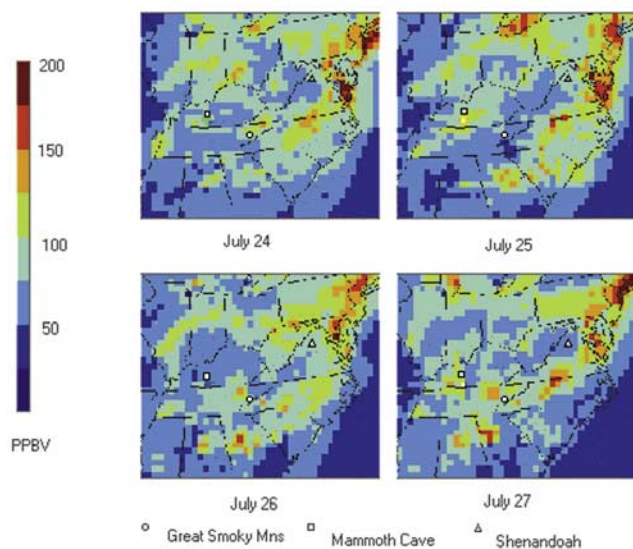 200
150
100
50
PPBV
July 24
July 25
July 26
July 27
Great Smoky Mns
Mammoth Cave
Shenandoah